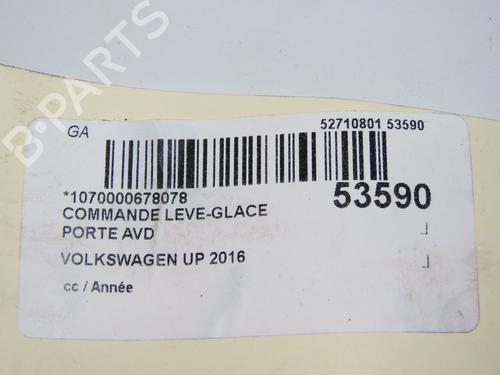 GA
52710801 53590
*1070000678078
53590
COMMANDE LEVE-GLACE
PORTE AVD
VOLKSWAGEN UP 2016
cc / Année
B-PARTS